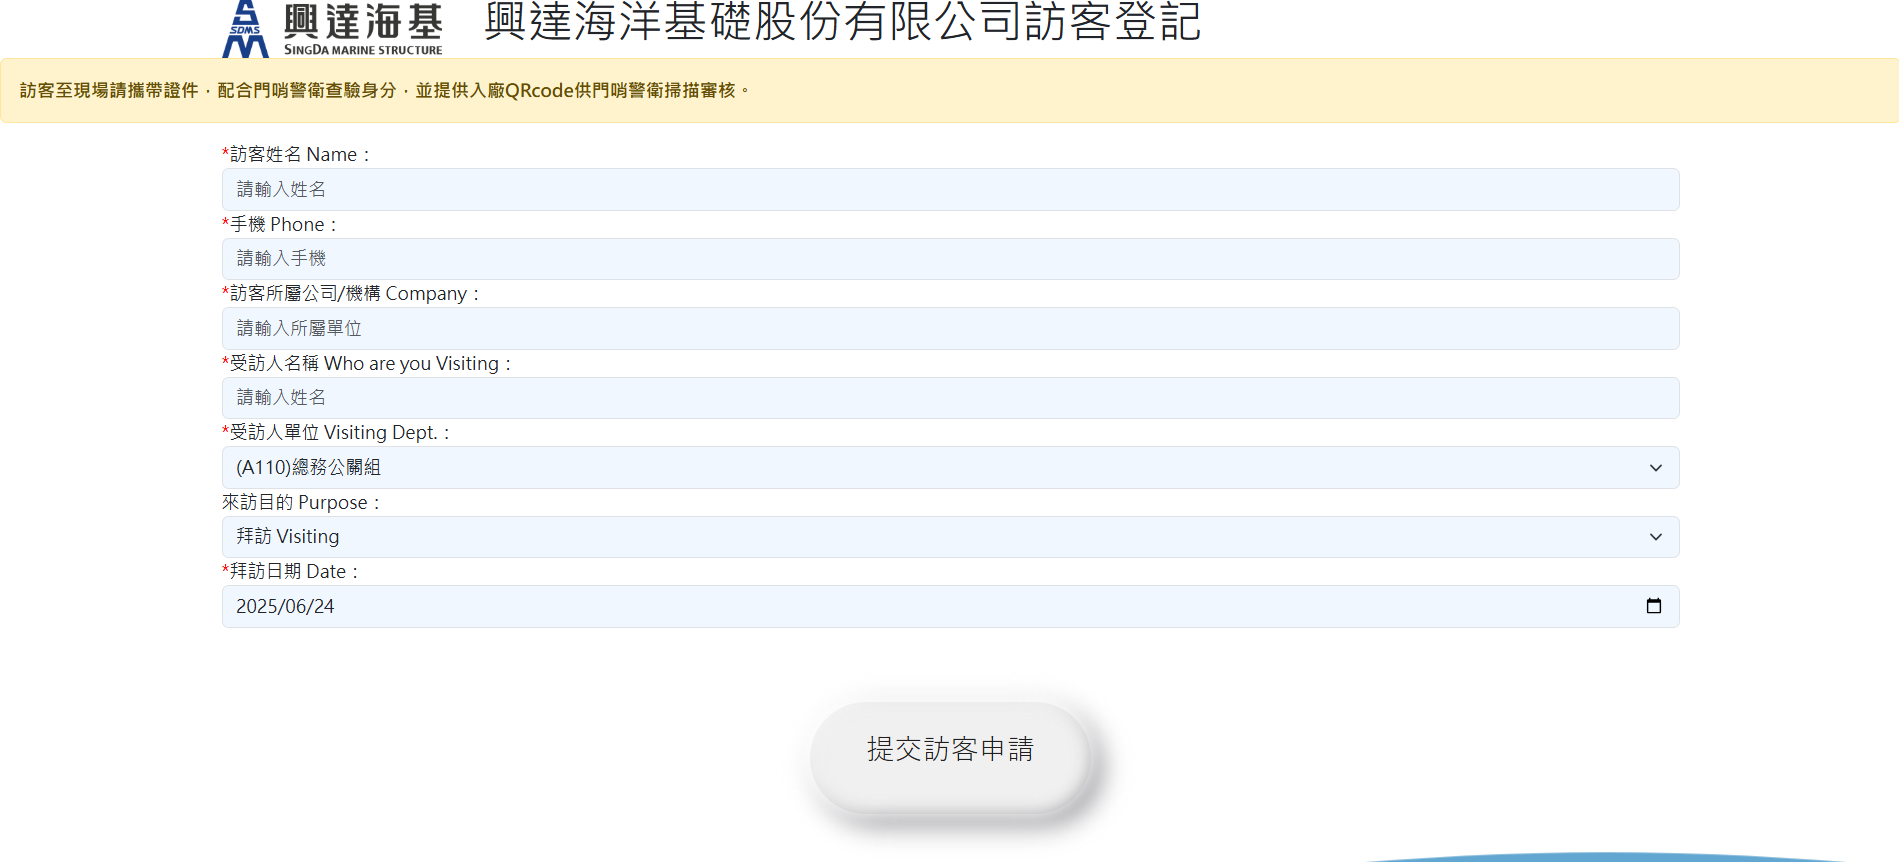 SDMS
興達海基
SINGDA MARINE STRUCTURE
興達海洋基礎股份有限公司訪客登記
訪客至現場請攜帶證件，配合門哨警衛查驗身分，並提供入廠QRcode供門哨警衛掃描審核。
*訪客姓名 Name：
請輸入姓名
*手機 Phone：
請輸入手機
*訪客所屬公司/機構 Company：
請輸入所屬單位
*受訪人名稱 Who are you Visiting：
請輸入姓名
*受訪人單位 Visiting Dept.：
(A110)總務公關組
來訪目的 Purpose：
拜訪 Visiting
*拜訪日期 Date：
2025/06/24
提交訪客申請